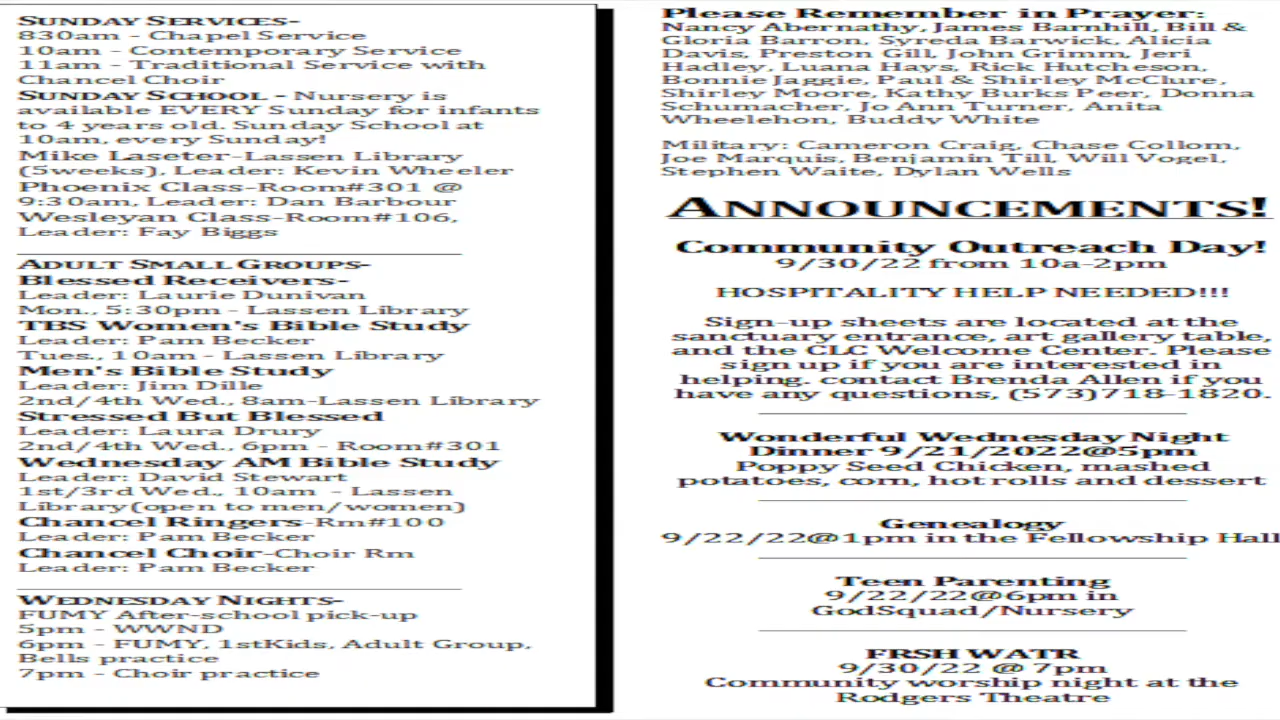 SUNDAY SERVICES-
830am - Chapel Service
10am - Contemporary Service
11am - Traditional Service with
Chancel Choir
SUNDAY SCHOOL - Nursery is
available EVERY Sunday for infants
to 4 years old. Sunday School at
10am, every Sunday!
Mike Laseter-Lassen Library
(5weeks), Leader: Kevin Wheeler
Phoenix Class-Room#301 @
9:30am, Leader: Dan Barbour
Wesleyan Class-Room#106,
Leader: Fay Biggs
ADULT SMALL GROUPS-
Blessed Receivers-
Leader: Laurie Dunivan
Mon., 5:30pm - Lassen Library
TBS Women's Bible Study
Leader: Pam Becker
Tues., 10am - Lassen Library
Men's Bible Study
Leader: Jim Dille
2nd/4th Wed., 8am-Lassen Library
Stressed But Blessed
Leader: Laura Drury
2nd/4th Wed., 6pm - Room#301
Wednesday AM Bible Study
Leader: David Stewart
1st/3rd Wed., 10am - Lassen
Library(open to men/women)
Chancel Ringers-Rm#100
Leader: Pam Becker
Chancel Choir-Choir Rm
Leader: Pam Becker
WEDNESDAY NIGHTS-
FUMY After-school pick-up
5pm - WWND
6pm - FUMY, 1stKids, Adult Group,
Bells practice
7pm - Choir practice
Please Remember in Prayer:
Nancy Abernathy, James Barnhill, Bill &
Gloria Barron, Syreda Barwick, Alicia
Davis, Preston Gill, John Grimm, Jeri
Hadley, Luana Hays, Rick Hutcheson,
Bonnie Jaggie, Paul & Shirley McClure,
Shirley Moore, Kathy Burks Peer, Donna
Schumacher, Jo Ann Turner, Anita
Wheelehon, Buddy White
Military: Cameron Craig, Chase Collom,
Joe Marquis, Benjamin Till, Will Vogel,
Stephen Waite, Dylan Wells
ANNOUNCEMENTS!
Community Outreach Day!
9/30/22 from 10a-2pm
HOSPITALITY HELP NEEDED!!!
Sign-up sheets are located at the
sanctuary entrance, art gallery table,
and the CLC Welcome Center. Please
sign up if you are interested in
helping. contact Brenda Allen if you
have any questions, (573)718-1820.
Wonderful Wednesday Night
Dinner 9/21/2022@5pm
Poppy Seed Chicken, mashed
potatoes, corn, hot rolls and dessert
Genealogy
9/22/22@1pm in the Fellowship Hall
Teen Parenting
9/22/22@6pm in
GodSquad/Nursery
FRSH WATR
9/30/22 @ 7pm
Community worship night at the
Rodgers Theatre